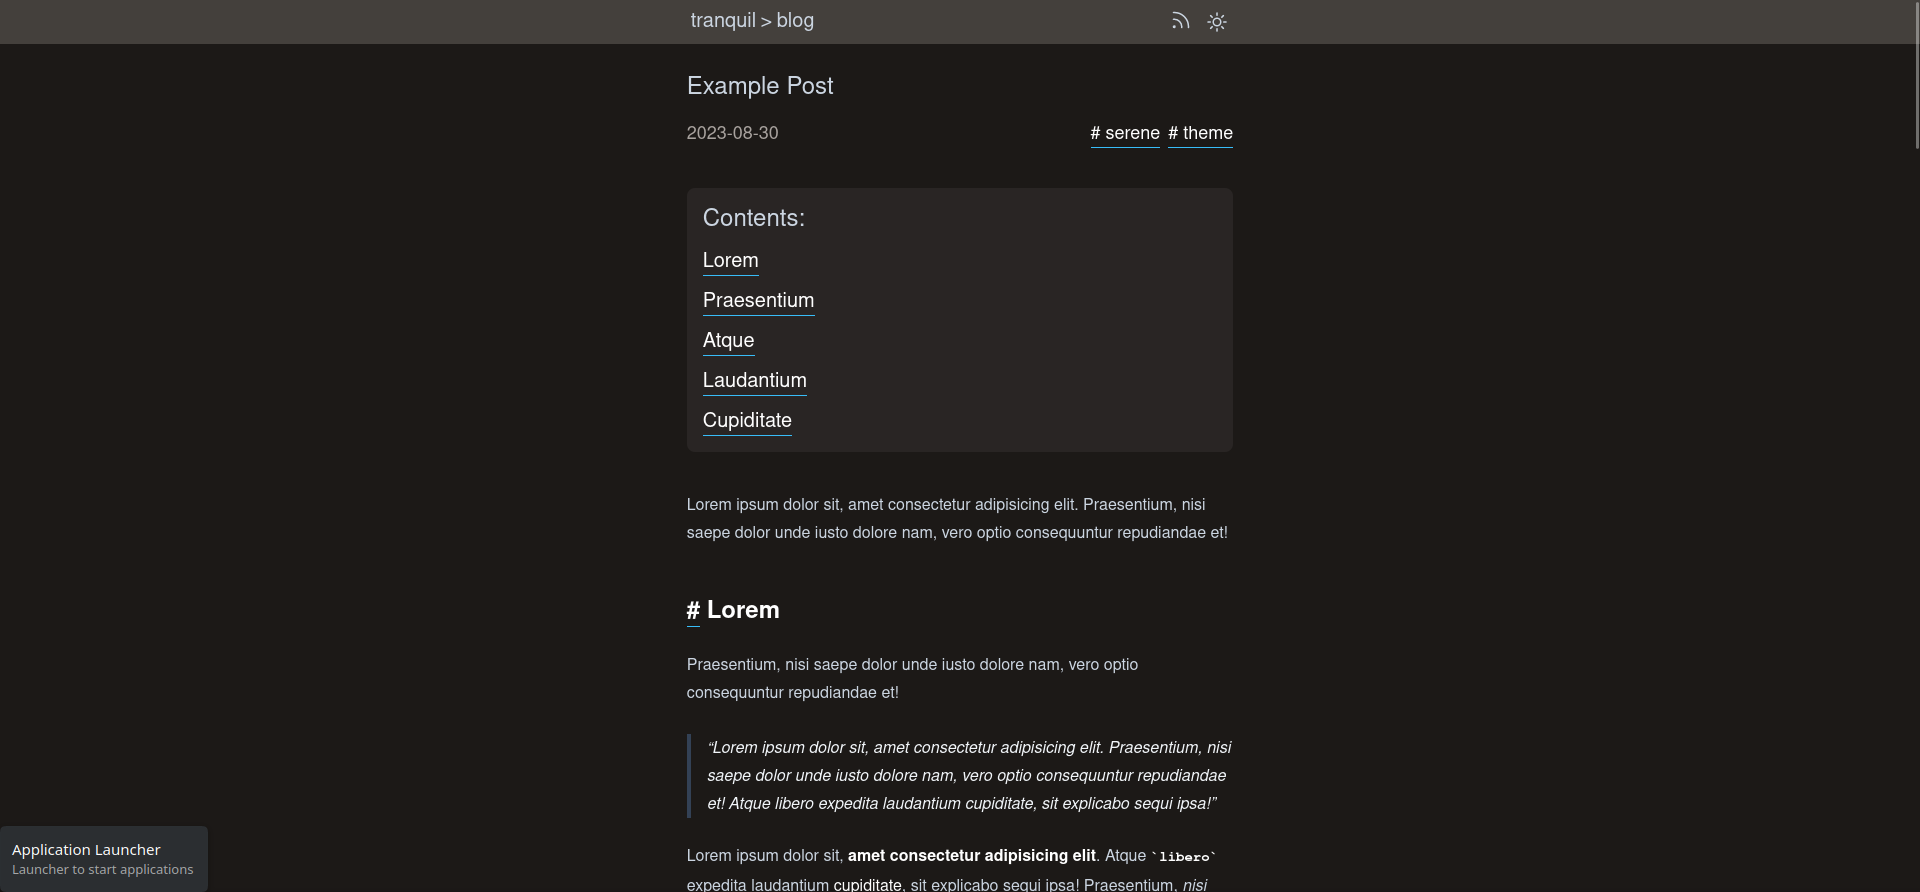 tranquil > blog
Example Post
2023-08-30 # serene # theme
Contents:
Lorem
Praesentium
Atque
Laudantium
Cupiditate
Lorem ipsum dolor sit, amet consectetur adipisicing elit. Praesentium, nisi
saepe dolor unde iusto dolore nam, vero optio consequuntur repudiandae et!
# Lorem
Praesentium, nisi saepe dolor unde iusto dolore nam, vero optio
consequuntur repudiandae et!
“Lorem ipsum dolor sit, amet consectetur adipisicing elit. Praesentium, nisi
saepe dolor unde iusto dolore nam, vero optio consequuntur repudiandae
et! Atque libero expedita laudantium cupiditate, sit explicabo sequi ipsa!”
Lorem ipsum dolor sit, amet consectetur adipisicing elit. Atque `libero`
expedita laudantium cupiditate, sit explicabo sequi ipsa! Praesentium, nisi
Application Launcher
Launcher to start applications